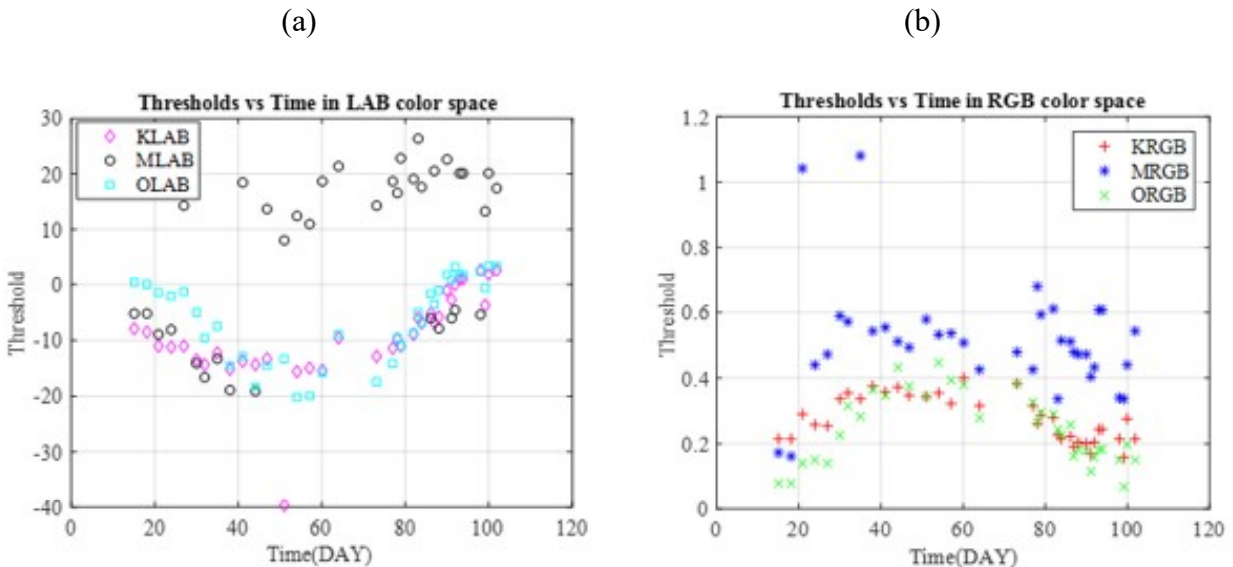 (a)
(b)
Thresholds vs Time in LAB color space
30
20
10
0
-10
-20
-30
-40
0
20
40
60
80
100
120
Threshold
Time(DAY)
KLAB
MLAB
OLAB
Thresholds vs Time in RGB color space
1.2
1
0.8
0.6
0.4
0.2
0
0
20
40
60
80
100
120
Threshold
Time(DAY)
KRGB
MRGB
ORGB